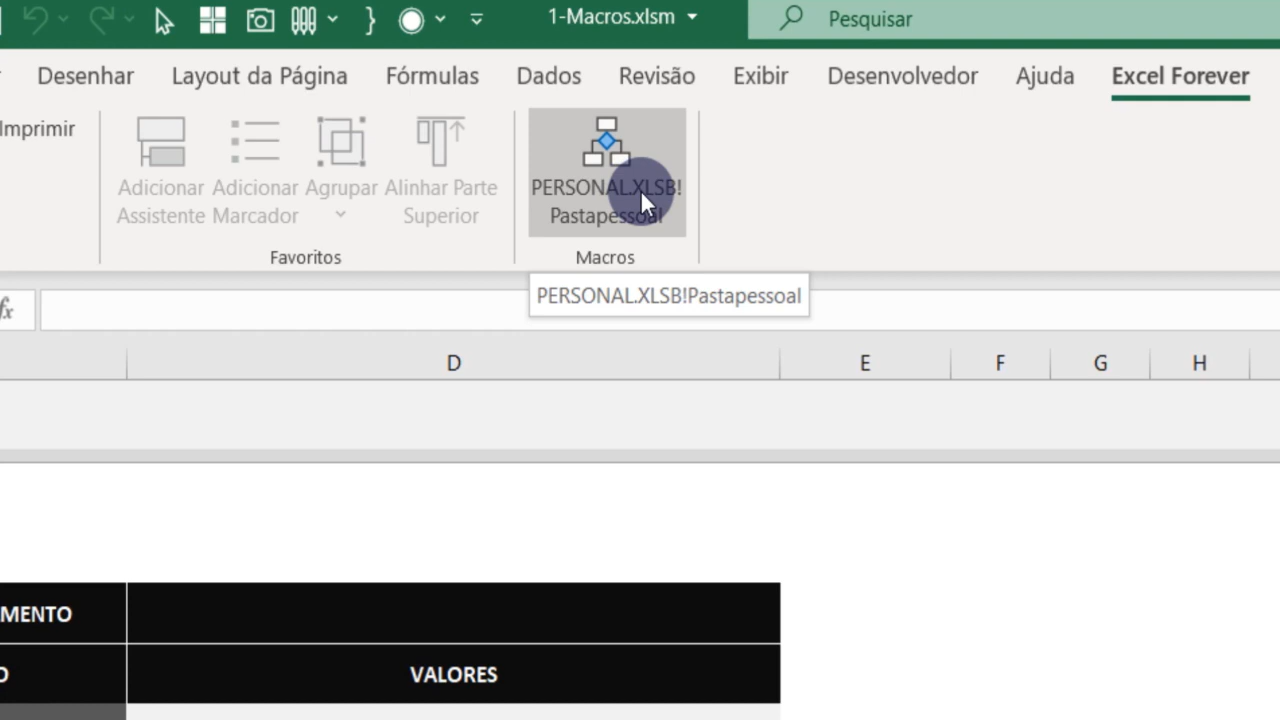 1-Macros.xlsm
Pesquisar
Desenhar Layout da Página Fórmulas Dados Revisão Exibir Desenvolvedor Ajuda Excel Forever
Imprimir
Adicionar Assistente
Adicionar Marcador
Agrupar
Alinhar Parte Superior
PERSONAL.XLSB!
Pastapessoal
Favoritos
Macros
PERSONAL.XLSB!Pastapessoal
fx
D E F G H
MENTO
O
VALORES